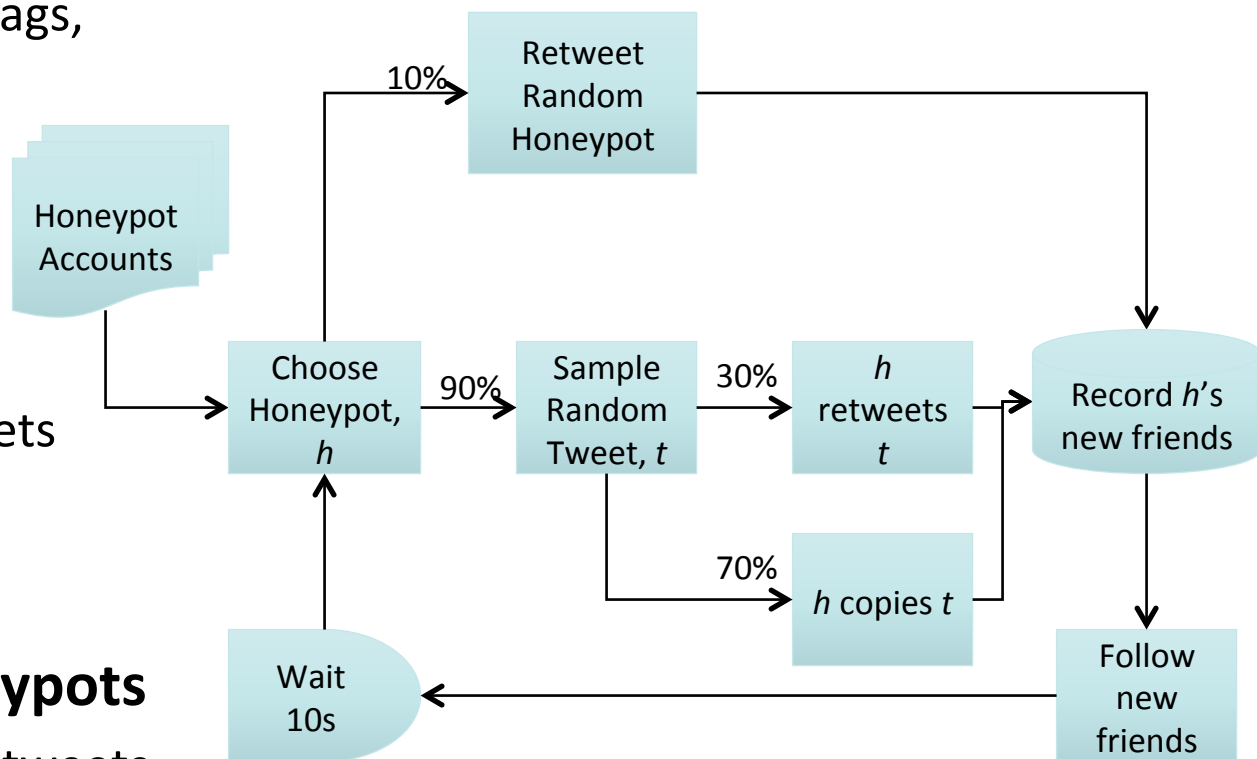 ags,
10%
Retweet
Random
Honeypot
Honeypot
Accounts
Choose
Honeypot,
h
90%
Sample
Random
Tweet, t
30%
h
retweets
t
Record h's
new friends
ets
70%
h copies t
ypots
Wait
10s
Follow
new
friends
tweets